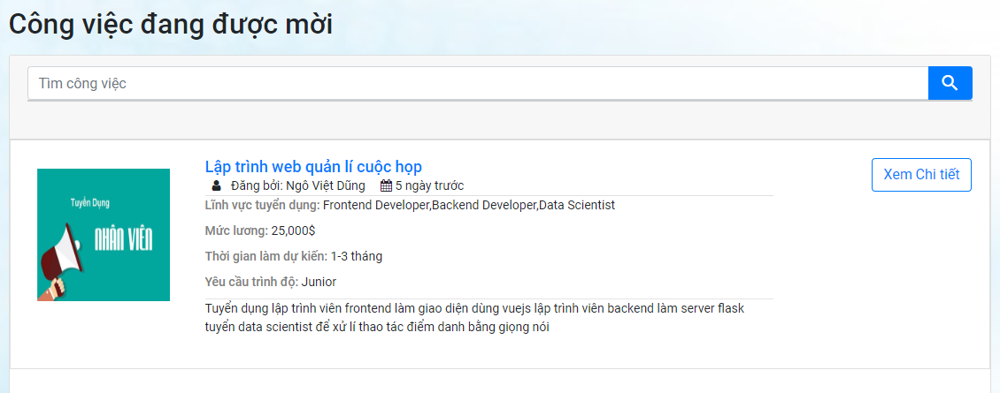 Công việc đang được mời
Tìm công việc
Tuyển Dụng
NHÂN VIÊN
Lập trình web quản lí cuộc họp
Đăng bởi: Ngô Việt Dũng 5 ngày trước
Xem Chi tiết
Lĩnh vực tuyển dụng: Frontend Developer,Backend Developer,Data Scientist
Mức lương: 25,000$
Thời gian làm dự kiến: 1-3 tháng
Yêu cầu trình độ: Junior
Tuyển dụng lập trình viên frontend làm giao diện dùng vuejs lập trình viên backend làm server flask
tuyển data scientist để xử lí thao tác điểm danh bằng giọng nói